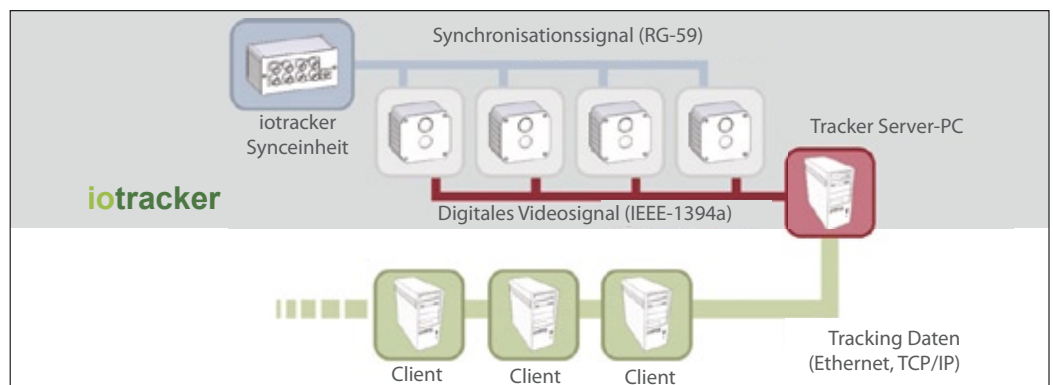 Synchronisationssignal (RG-59)
iotracker
Synceinheit
Tracker Server-PC
iotracker
Digitales Videosignal (IEEE-1394a)
Tracking Daten
(Ethernet, TCP/IP)
Client
Client
Client